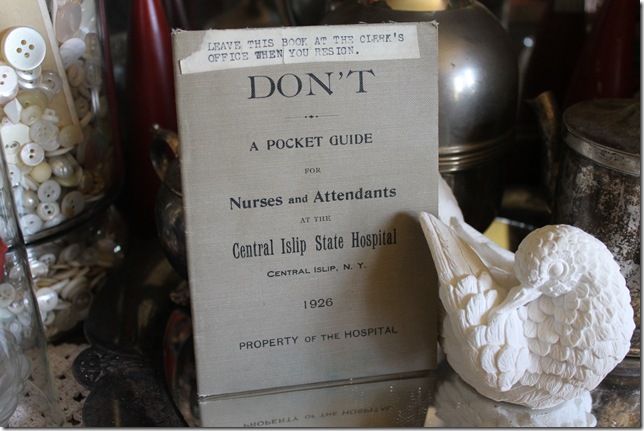 LEAVE THIS BOOK AT THE CLERK'S
OFFICE WHEN YOU RESIGN.
DON'T
A POCKET GUIDE
FOR
Nurses and Attendants
AT THE
Central Islip State Hospital
CENTRAL ISLIP, N. Y.
1926
PROPERTY OF THE HOSPITAL